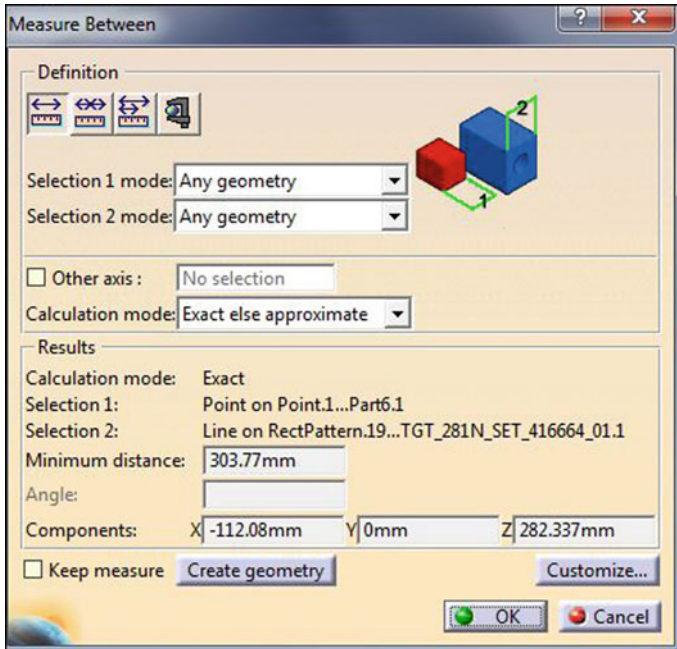 Measure Between
?
Definition
2
1
Selection 1 mode: Any geometry
Selection 2 mode: Any geometry
Other axis : No selection
Calculation mode: Exact else approximate
Results
Calculation mode: Exact
Selection 1: Point on Point.1...Part6.1
Selection 2: Line on RectPattern.19...TGT_281N_SET_416664_01.1
Minimum distance: 303.77mm
Angle:
Components: X -112.08mm Y 0mm Z 282.337mm
Keep measure Create geometry Customize...
OK Cancel